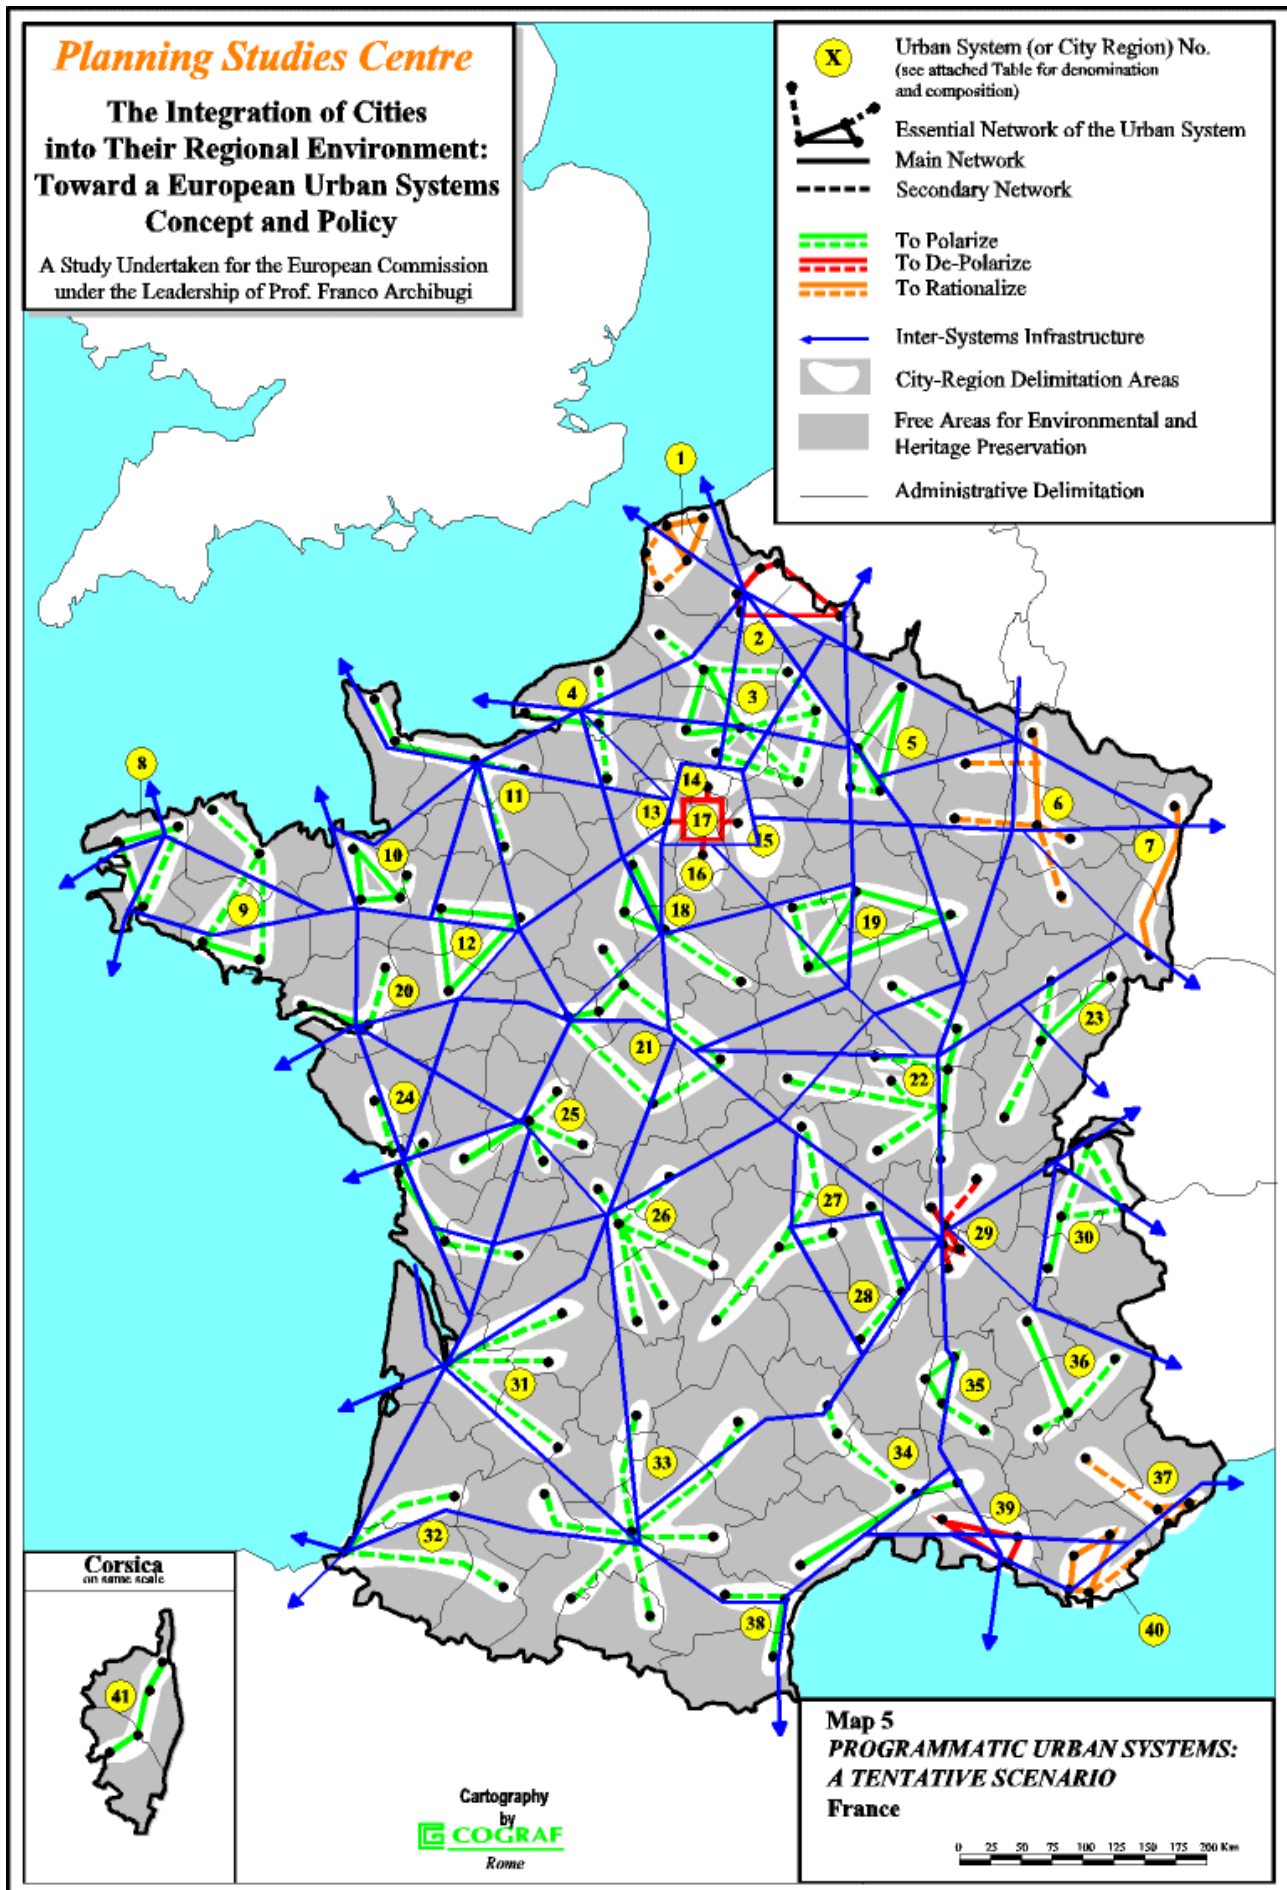 Planning Studies Centre
The Integration of Cities
into Their Regional Environment:
Toward a European Urban Systems
Concept and Policy
A Study Undertaken for the European Commission
under the Leadership of Prof. Franco Archibugi
X
Urban System (or City Region) No.
(see attached Table for denomination
and composition)
Essential Network of the Urban System
Main Network
Secondary Network
To Polarize
To De-Polarize
To Rationalize
Inter-Systems Infrastructure
City-Region Delimitation Areas
Free Areas for Environmental and
Heritage Preservation
Administrative Delimitation
1
2
3
4
5
6
7
8
9
10
11
12
13
14
15
16
17
18
19
20
21
22
23
24
25
26
27
28
29
30
31
32
33
34
35
36
37
38
39
40
Corsica
on same scale
41
Cartography
by
COGRAF
Rome
Map 5
PROGRAMMATIC URBAN SYSTEMS:
A TENTATIVE SCENARIO
France
0 25 50 75 100 125 150 175 200 Km